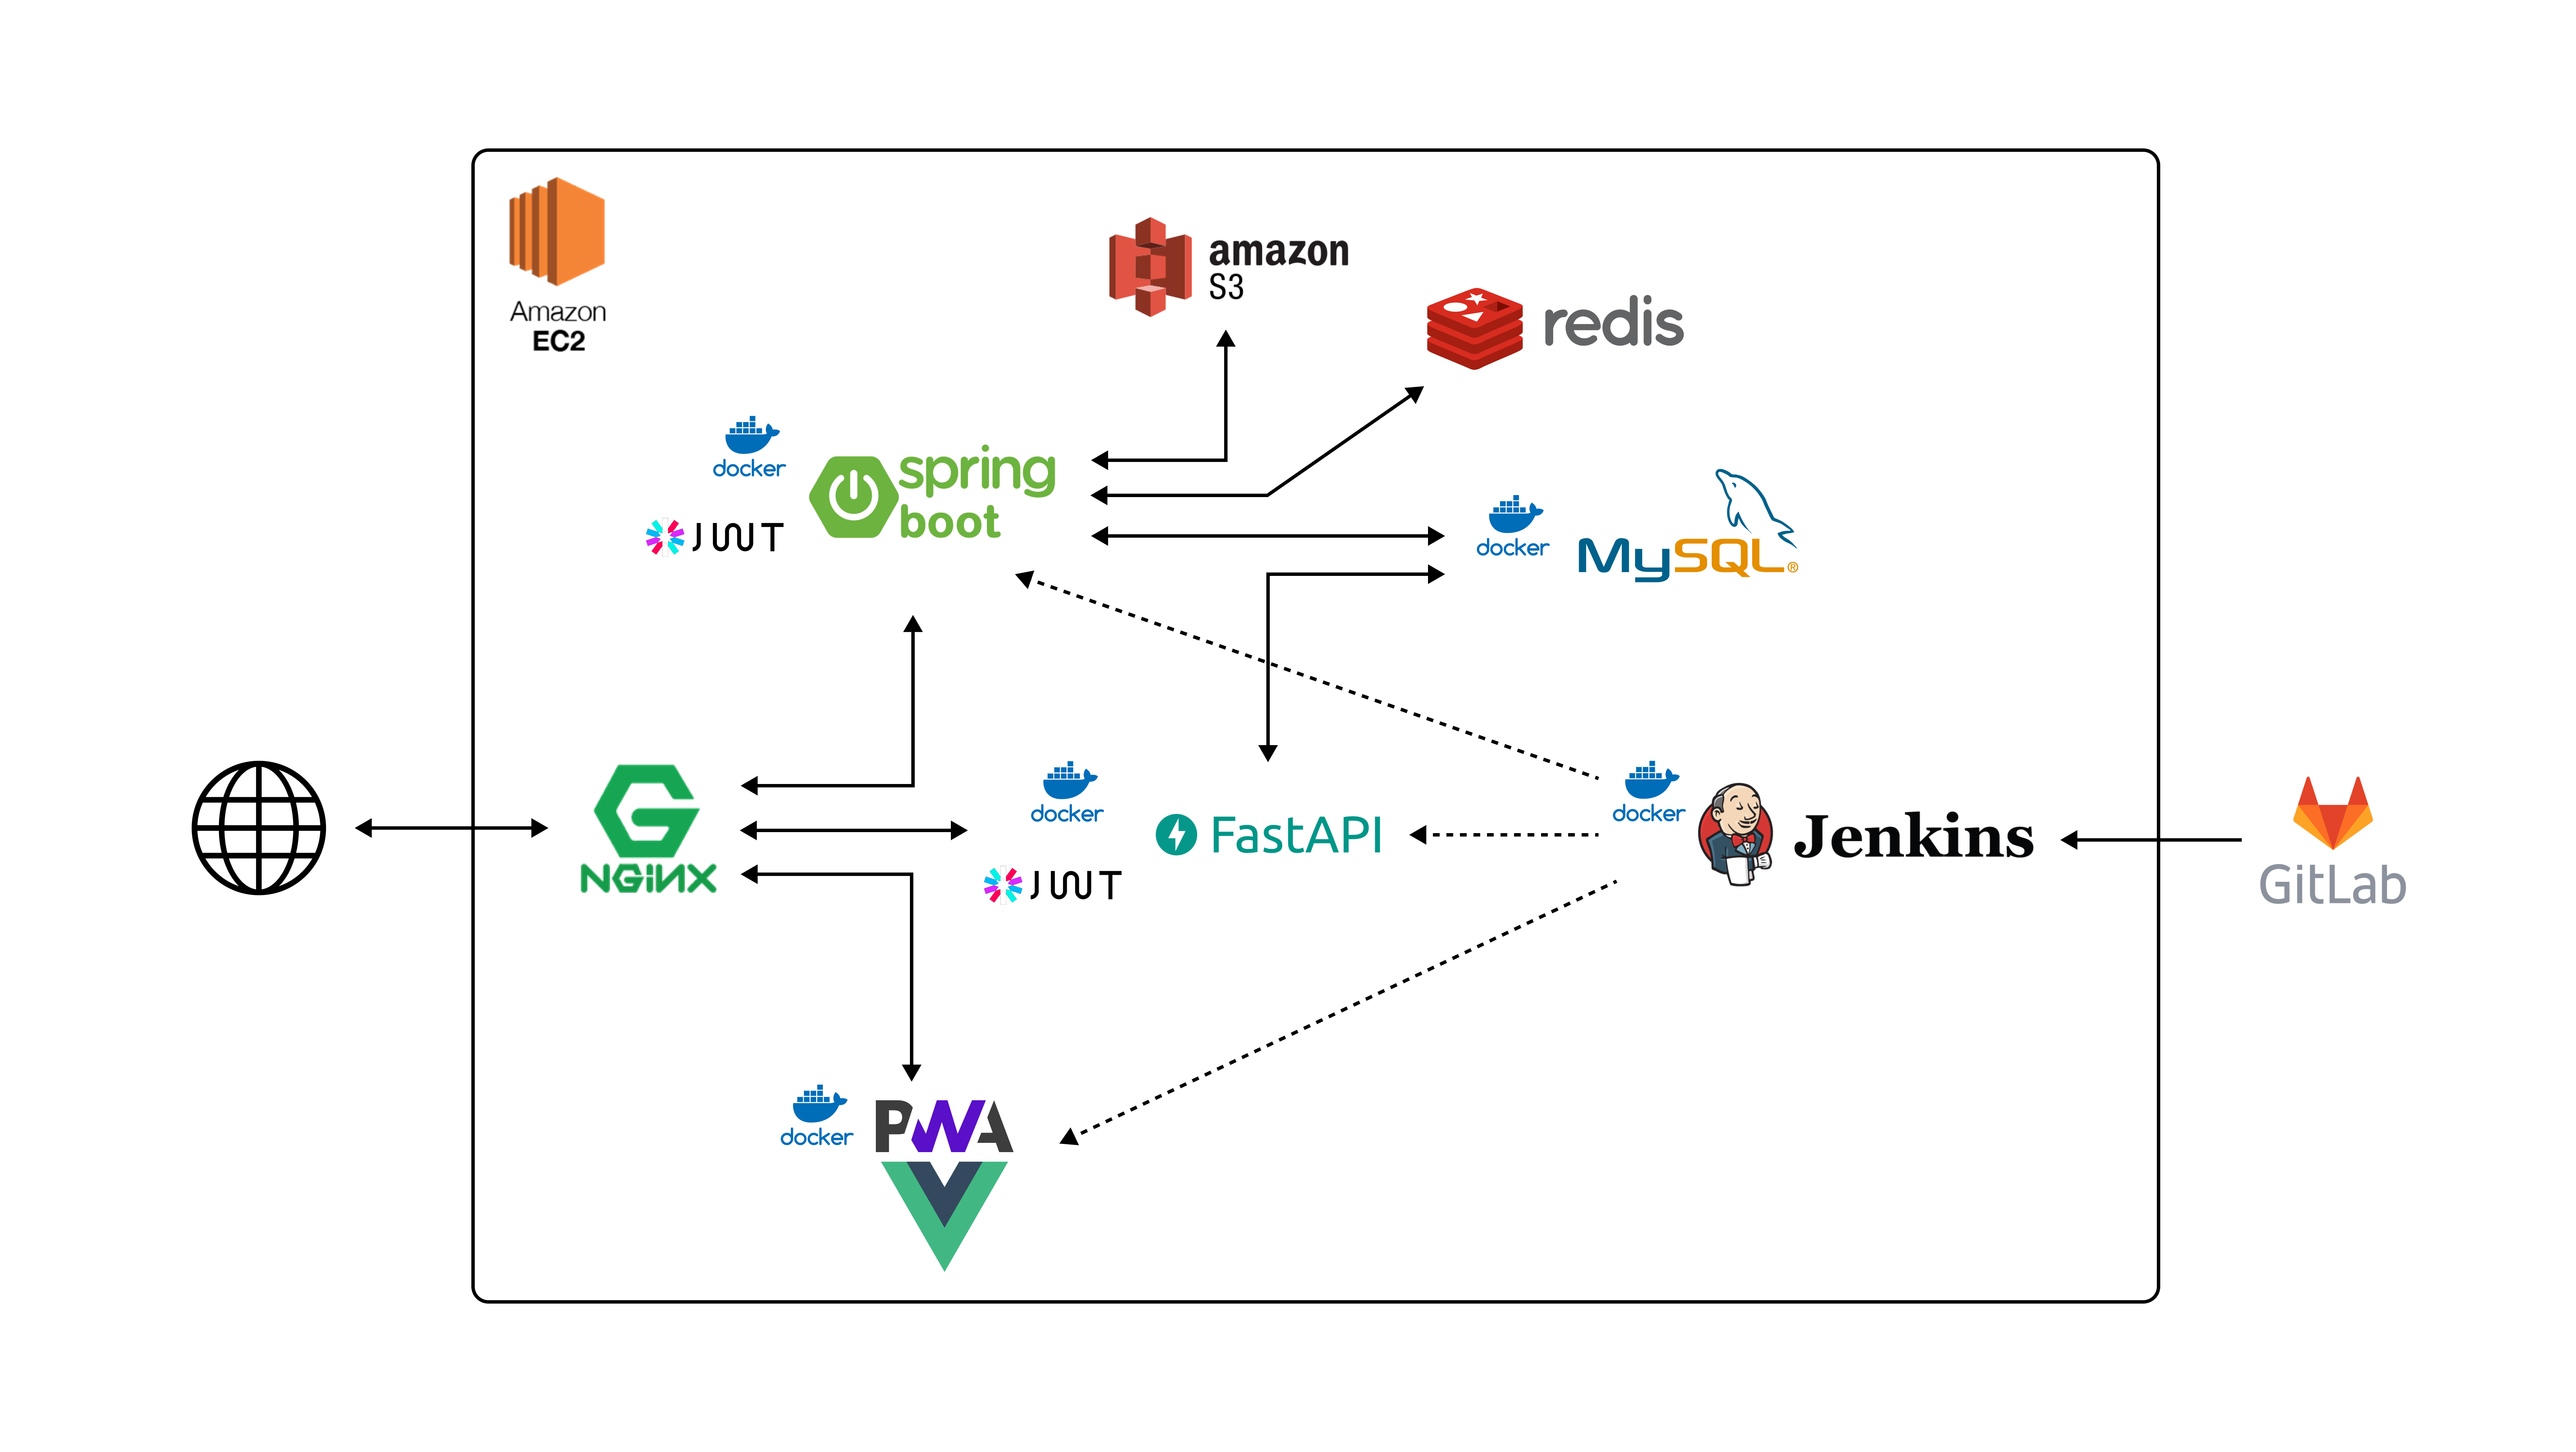 Amazon
EC2
amazon
S3
redis
docker
spring
boot
JWT
docker
MySQL®
NGINX
docker
FastAPI
JWT
docker
Jenkins
GitLab
docker
PWA